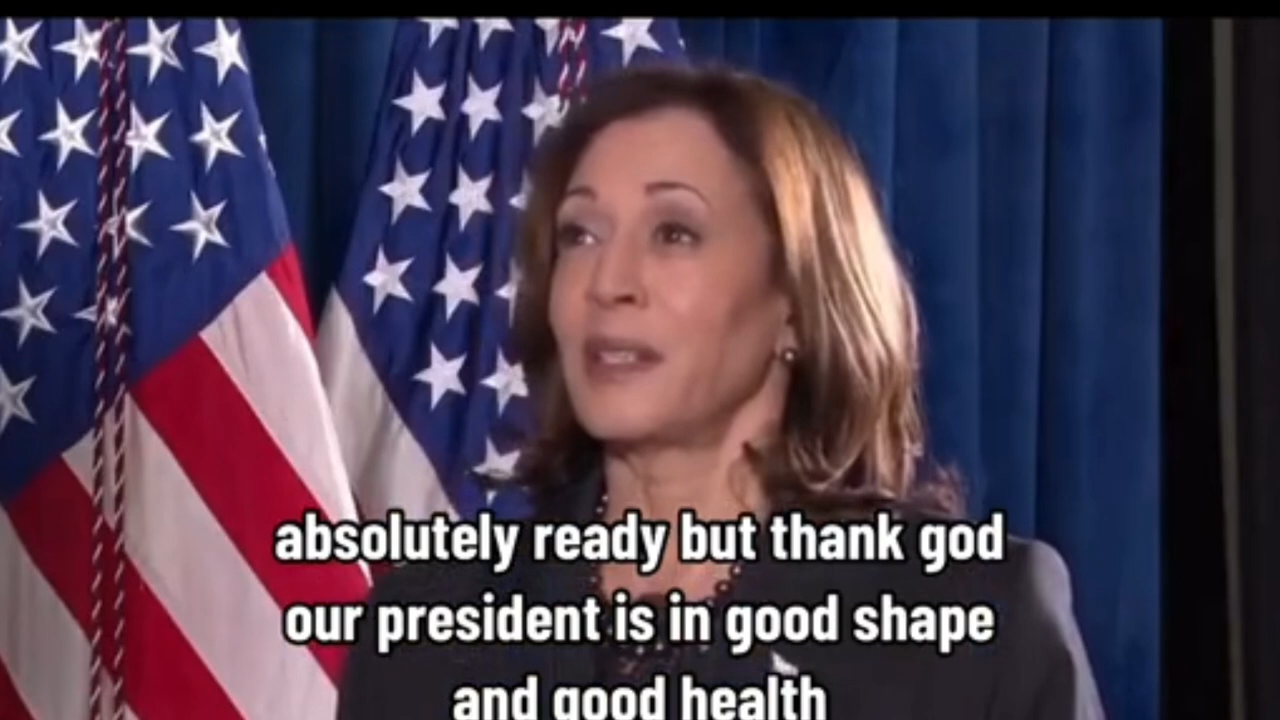 absolutely ready but thank god
our president is in good shape
and good health